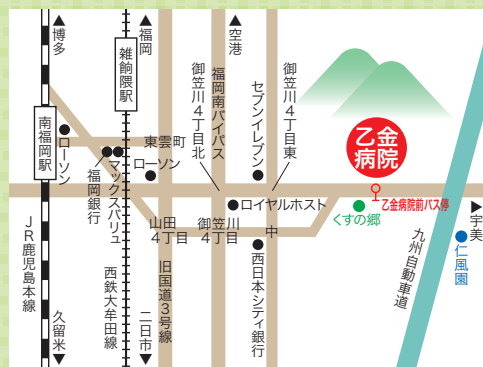 ▲博多
▲福岡
▲空港
雑餉隈駅
南福岡駅
ローソン
福岡銀行
マックスバリュ
東雲町
ローソン
御笠川4丁目北
福岡南バイパス
セブンイレブン
御笠川4丁目東
乙金
病院
乙金病院前バス停
くすの郷
ロイヤルホスト
▶宇美
仁風園
九州自動車道
山田
4丁目
御笠川
4丁目
中
西日本シティ銀行
旧国道3号線
西鉄大牟田線
JR鹿児島本線
久留米▼
二日市▼